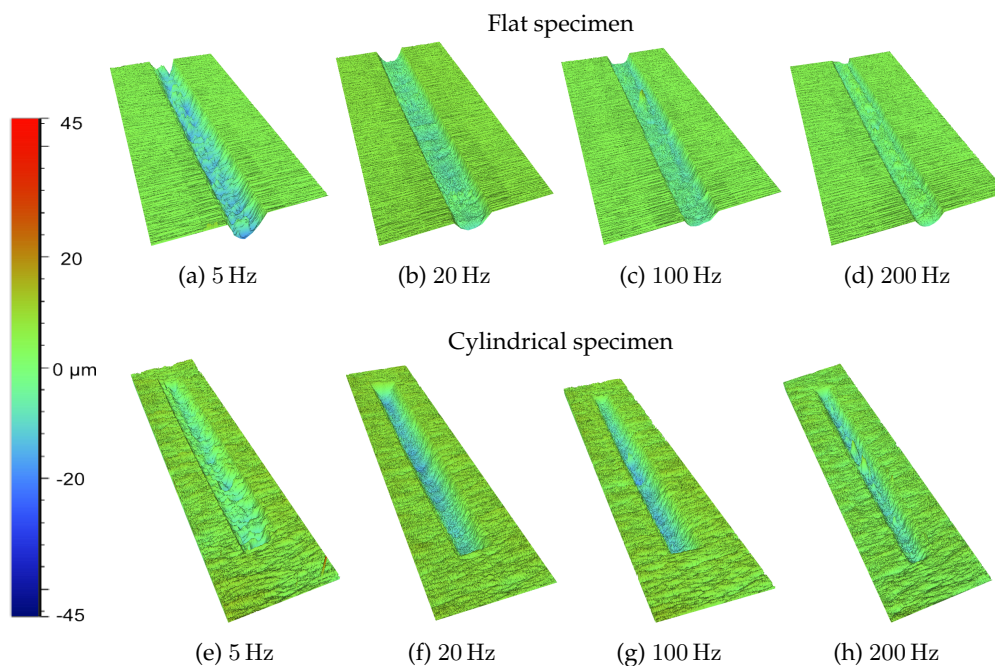 Flat specimen
45
20
0 µm
-20
-45
(a) 5 Hz
(b) 20 Hz
(c) 100 Hz
(d) 200 Hz
Cylindrical specimen
(e) 5 Hz
(f) 20 Hz
(g) 100 Hz
(h) 200 Hz